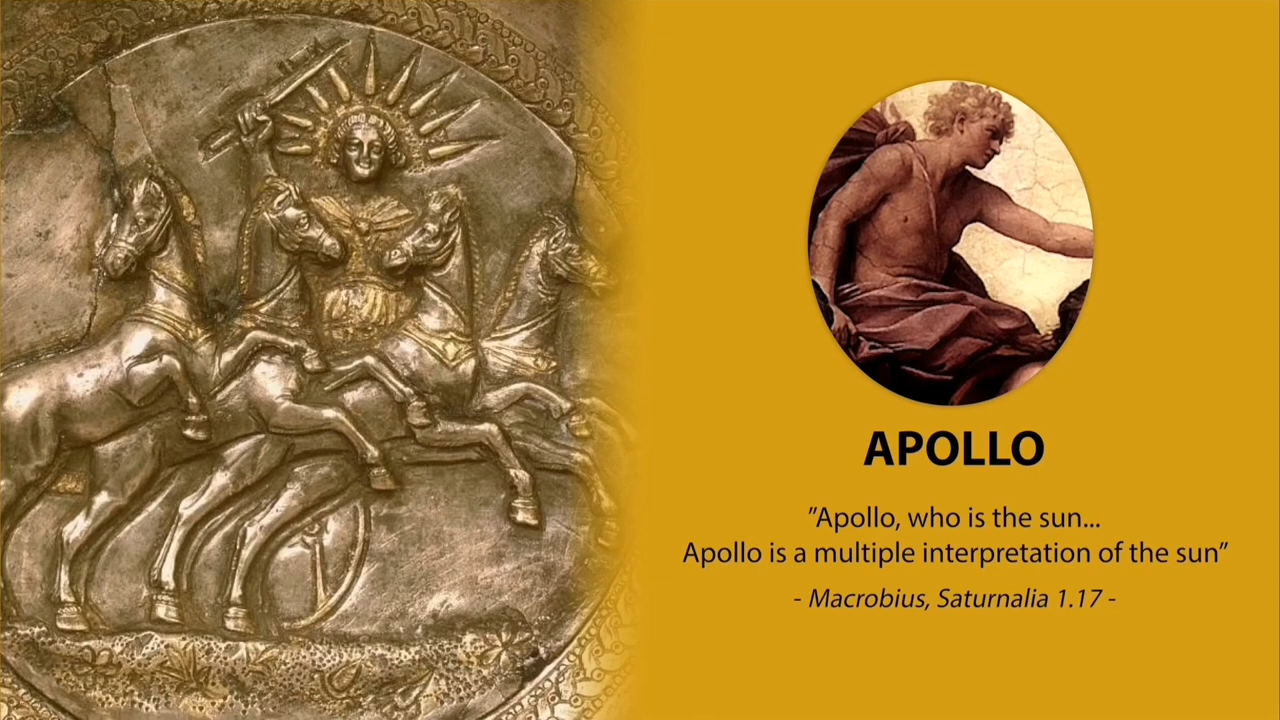 APOLLO
”Apollo, who is the sun...
Apollo is a multiple interpretation of the sun”
- Macrobius, Saturnalia 1.17 -